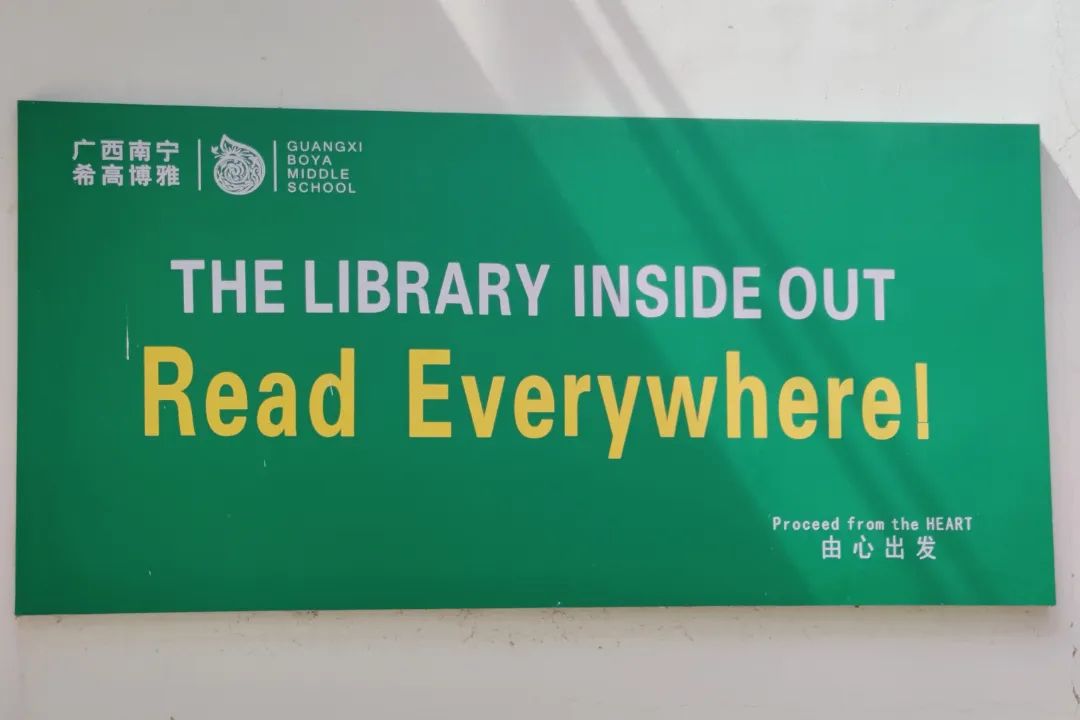 广西南宁
希高博雅
GUANGXI
BOYA
MIDDLE
SCHOOL
THE LIBRARY INSIDE OUT
Read Everywhere!
Proceed from the HEART
由心出发